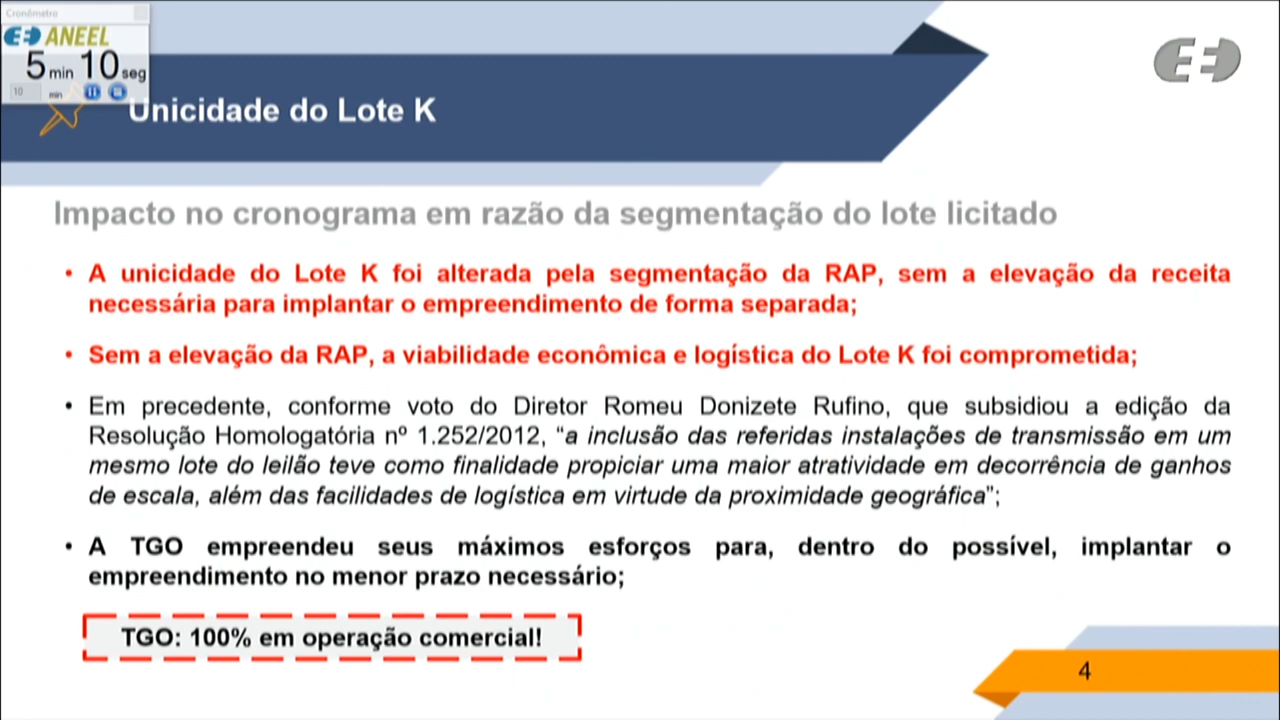 Cronômetro
ANEEL
5 min 10 seg
10 min
Unicidade do Lote K
Impacto no cronograma em razão da segmentação do lote licitado
• A unicidade do Lote K foi alterada pela segmentação da RAP, sem a elevação da receita
necessária para implantar o empreendimento de forma separada;
• Sem a elevação da RAP, a viabilidade econômica e logística do Lote K foi comprometida;
• Em precedente, conforme voto do Diretor Romeu Donizete Rufino, que subsidiou a edição da
Resolução Homologatória nº 1.252/2012, “a inclusão das referidas instalações de transmissão em um
mesmo lote do leilão teve como finalidade propiciar uma maior atratividade em decorrência de ganhos
de escala, além das facilidades de logística em virtude da proximidade geográfica”;
• A TGO empreendeu seus máximos esforços para, dentro do possível, implantar o
empreendimento no menor prazo necessário;
TGO: 100% em operação comercial!
4